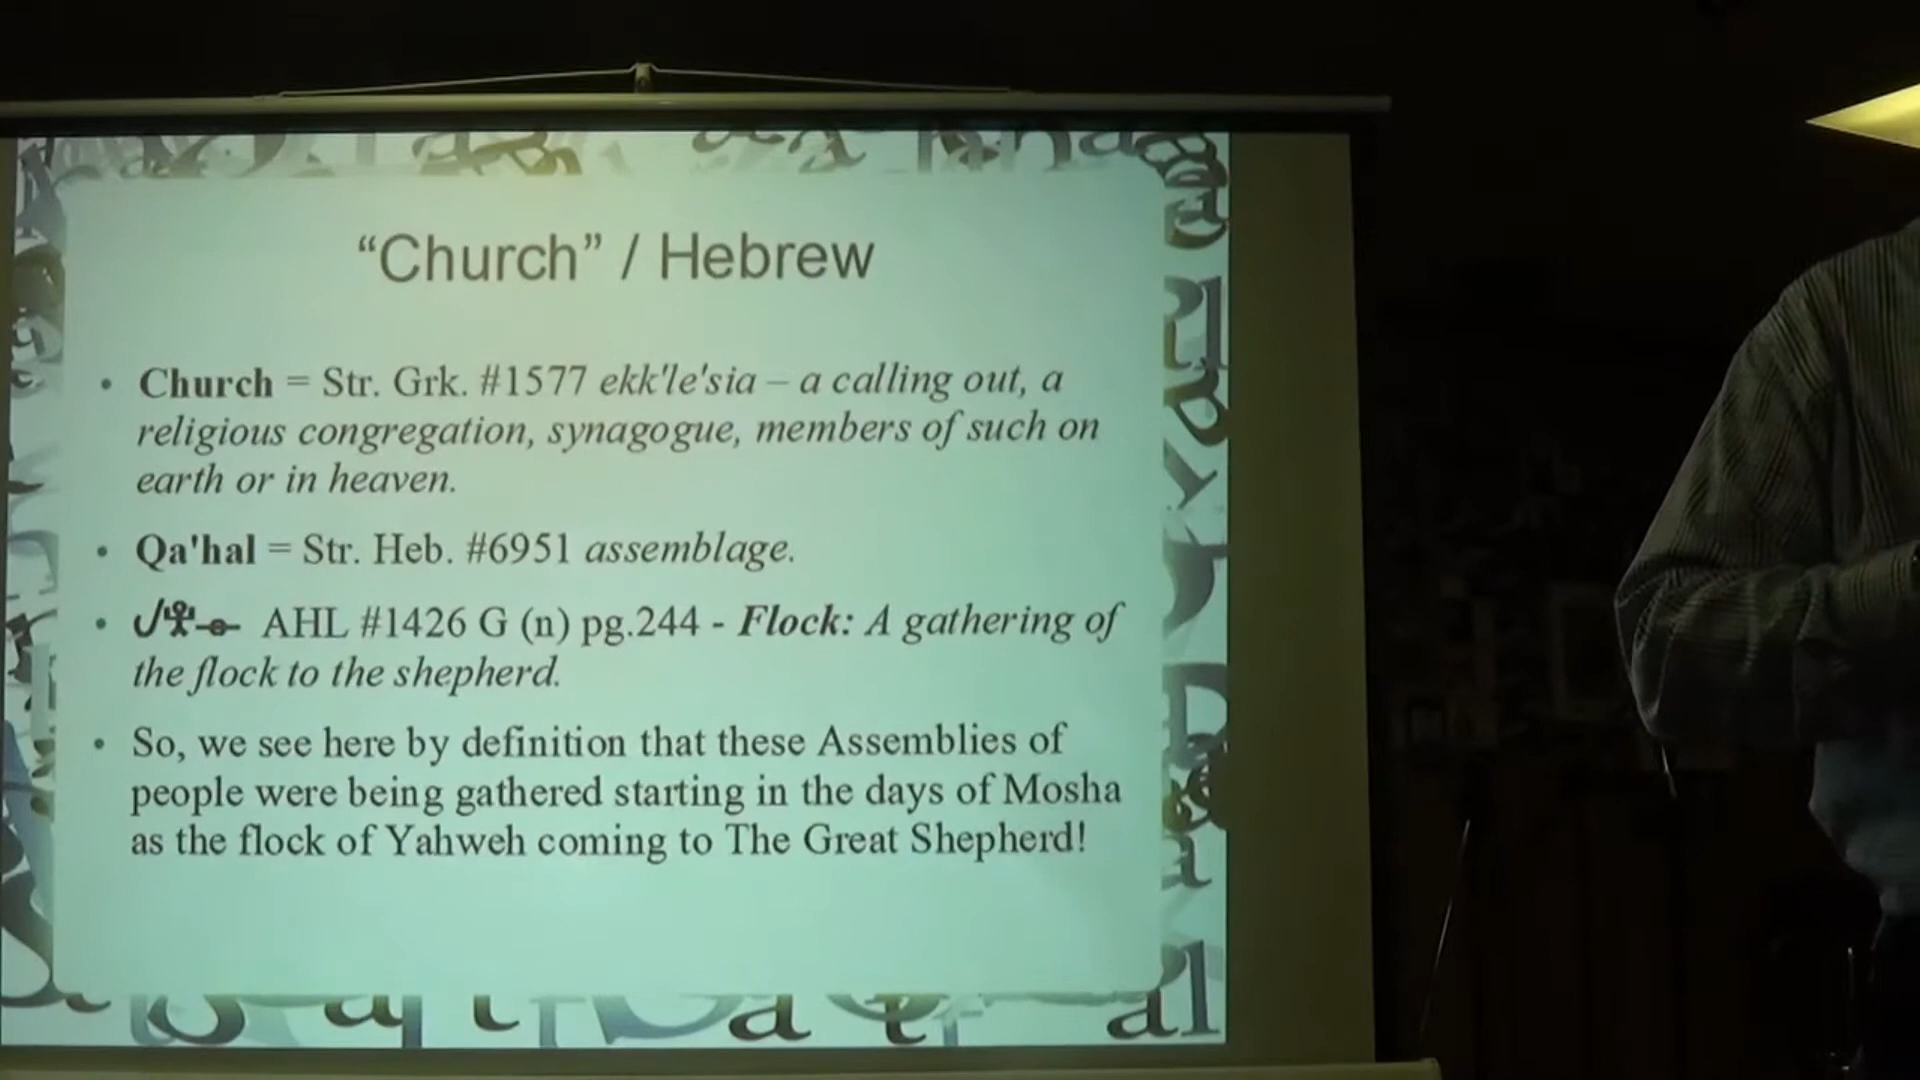 “Church” / Hebrew
• Church = Str. Grk. #1577 ekk'le'sia – a calling out, a
religious congregation, synagogue, members of such on
earth or in heaven.
• Qa'hal = Str. Heb. #6951 assemblage.
• AHL #1426 G (n) pg.244 - Flock: A gathering of
the flock to the shepherd.
• So, we see here by definition that these Assemblies of
people were being gathered starting in the days of Mosha
as the flock of Yahweh coming to The Great Shepherd!